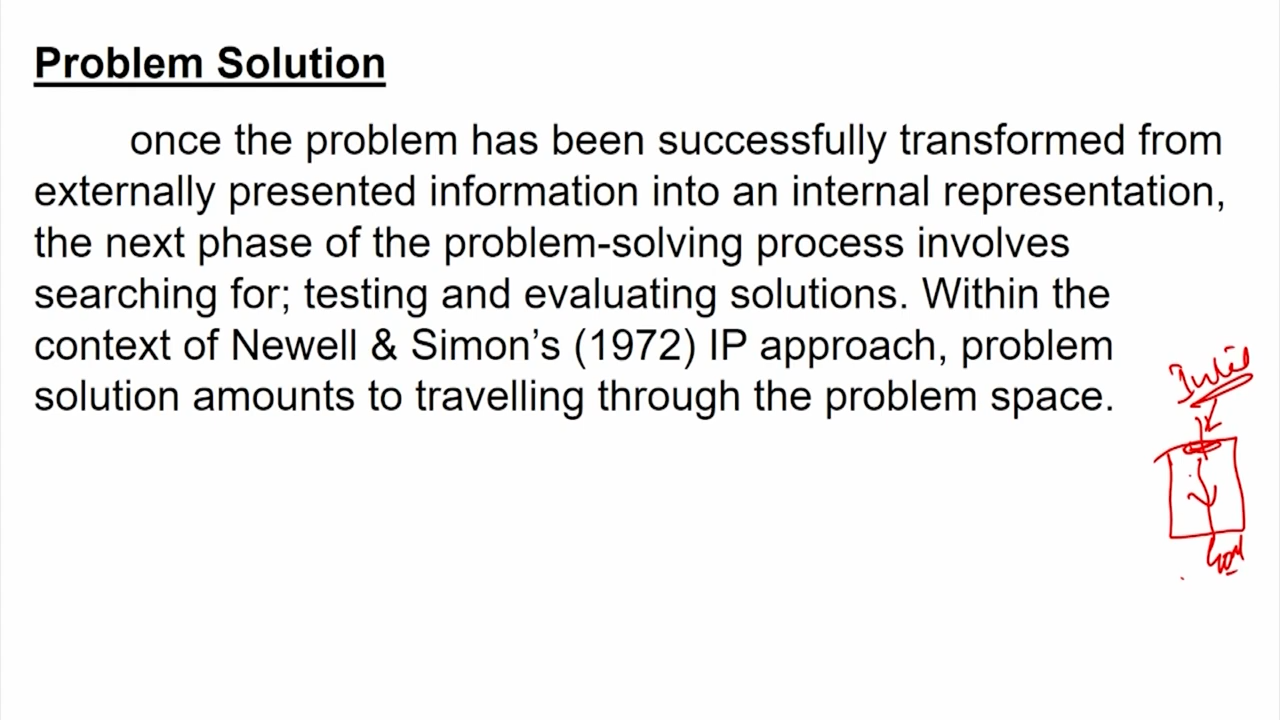 Problem Solution
once the problem has been successfully transformed from
externally presented information into an internal representation,
the next phase of the problem-solving process involves
searching for; testing and evaluating solutions. Within the
context of Newell & Simon’s (1972) IP approach, problem
solution amounts to travelling through the problem space.
Goal